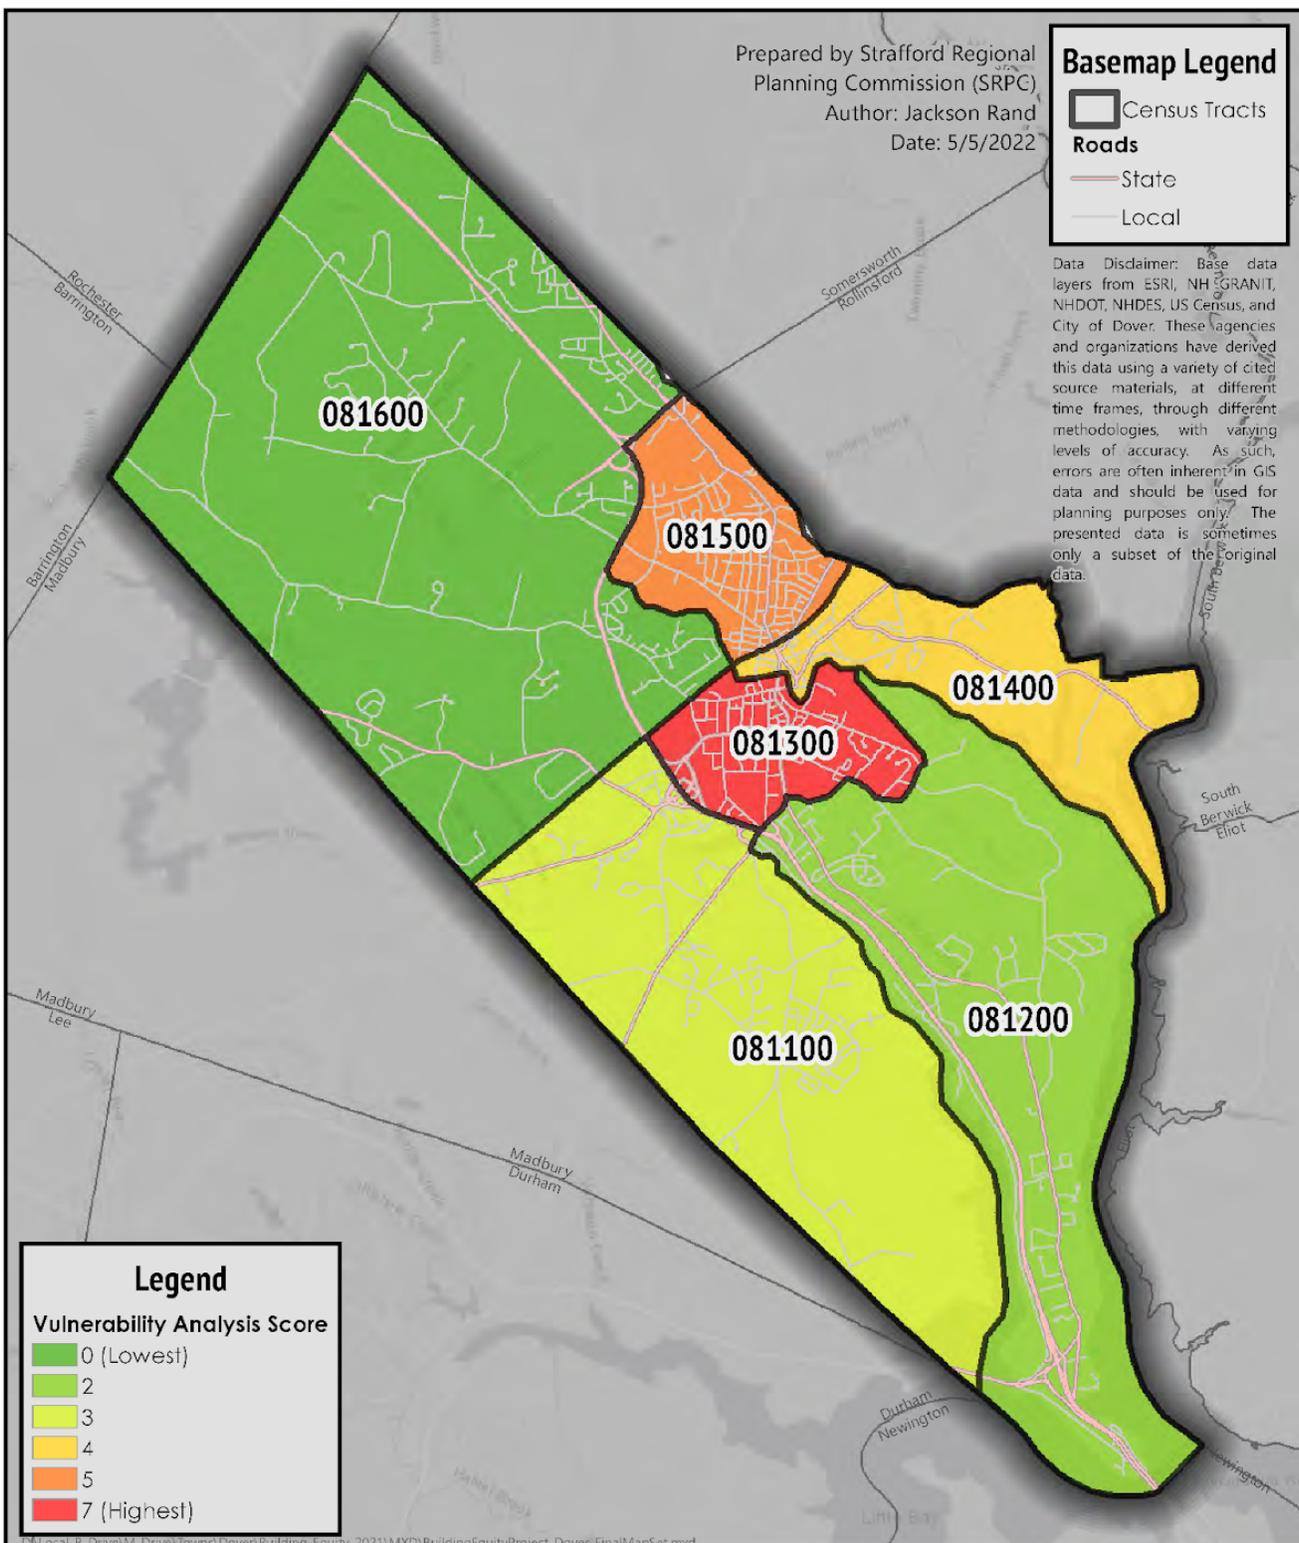 Prepared by Strafford Regional
Planning Commission (SRPC)
Author: Jackson Rand
Date: 5/5/2022
Basemap Legend
Census Tracts
Roads
State
Local
Data Disclaimer: Base data
layers from ESRI, NH GRANIT,
NHDOT, NHDES, US Census, and
City of Dover. These agencies
and organizations have derived
this data using a variety of cited
source materials, at different
time frames, through different
methodologies, with varying
levels of accuracy. As such,
errors are often inherent in GIS
data and should be used for
planning purposes only. The
presented data is sometimes
only a subset of the original
data.
Rochester
Barrington
Somersworth
Rollinsford
081600
081500
Barrington
Madbury
081400
081300
South
Berwick
Eliot
Madbury
Lee
081200
081100
Madbury
Durham
Durham
Newington
Newington
Little Bay
Legend
Vulnerability Analysis Score
0 (Lowest)
2
3
4
5
7 (Highest)